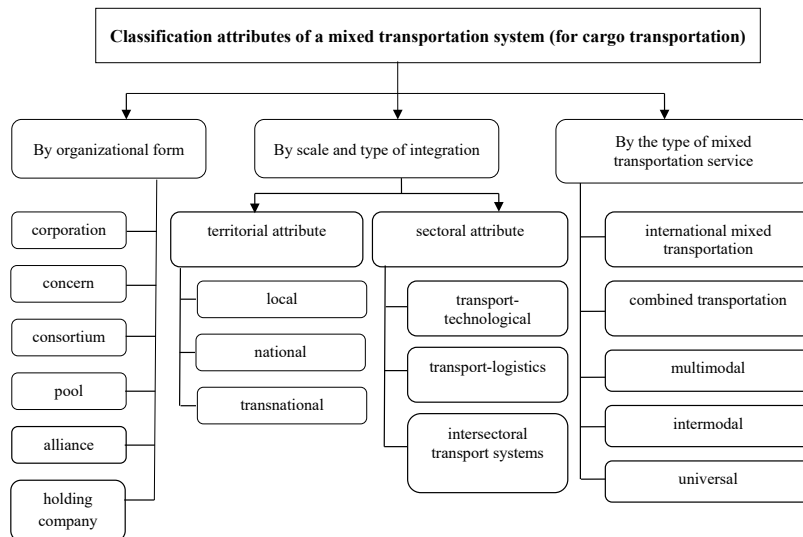 Classification attributes of a mixed transportation system (for cargo transportation)
By organizational form
By scale and type of integration
By the type of mixed
transportation service
corporation
concern
consortium
pool
alliance
holding
company
territorial attribute
local
national
transnational
sectoral attribute
transport-
technological
transport-logistics
intersectoral
transport systems
international mixed
transportation
combined transportation
multimodal
intermodal
universal